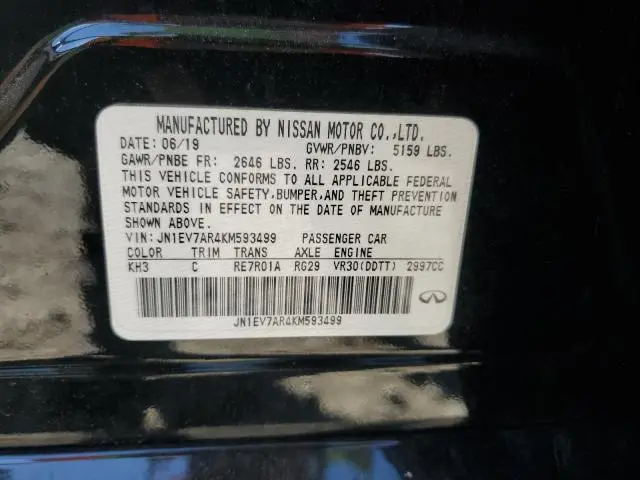 MANUFACTURED BY NISSAN MOTOR CO.,LTD.
DATE: 06/19 GVWR/PNBV: 5159 LBS.
GAWR/PNBE FR: 2646 LBS. RR: 2546 LBS.
THIS VEHICLE CONFORMS TO ALL APPLICABLE FEDERAL
MOTOR VEHICLE SAFETY,BUMPER,AND THEFT PREVENTION
STANDARDS IN EFFECT ON THE DATE OF MANUFACTURE
SHOWN ABOVE.
VIN: JN1EV7AR4KM593499 PASSENGER CAR
COLOR TRIM TRANS AXLE ENGINE
KH3 C RE7R01A RG29 VR30(DDTT) 2997CC
JN1EV7AR4KM593499